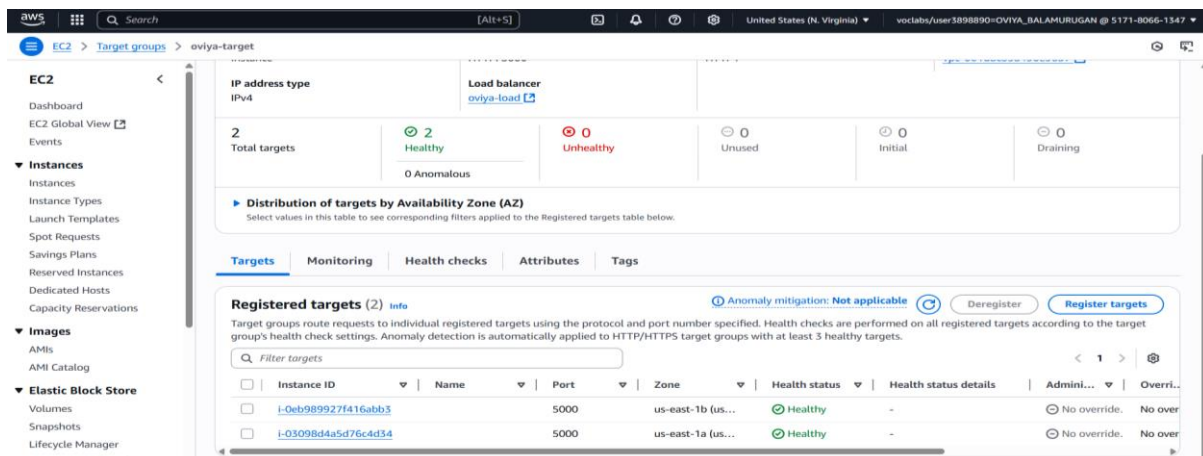 aws
Search
[Alt+S]
United States (N. Virginia)
voclabs/user3898890=OVIYA_BALAMURUGAN @ 5171-8066-1347
EC2 > Target groups > oviya-target
EC2
Dashboard
EC2 Global View
Events
Instances
Instances
Instance Types
Launch Templates
Spot Requests
Savings Plans
Reserved Instances
Dedicated Hosts
Capacity Reservations
Images
AMIs
AMI Catalog
Elastic Block Store
Volumes
Snapshots
Lifecycle Manager
IP address type
IPv4
Load balancer
oviya-load
2
Total targets
2
Healthy
0 Anomalous
0
Unhealthy
0
Unused
0
Initial
0
Draining
Distribution of targets by Availability Zone (AZ)
Select values in this table to see corresponding filters applied to the Registered targets table below.
Targets Monitoring Health checks Attributes Tags
Registered targets (2) Info
Anomaly mitigation: Not applicable
Deregister
Register targets
Target groups route requests to individual registered targets using the protocol and port number specified. Health checks are performed on all registered targets according to the target
group's health check settings. Anomaly detection is automatically applied to HTTP/HTTPS target groups with at least 3 healthy targets.
Filter targets
< 1 >
Instance ID Name Port Zone Health status Health status details Admini... Overri...
i-0eb989927f416abb3 5000 us-east-1b (us... Healthy - No override. No over
i-03098d4a5d76c4d34 5000 us-east-1a (us... Healthy - No override. No over